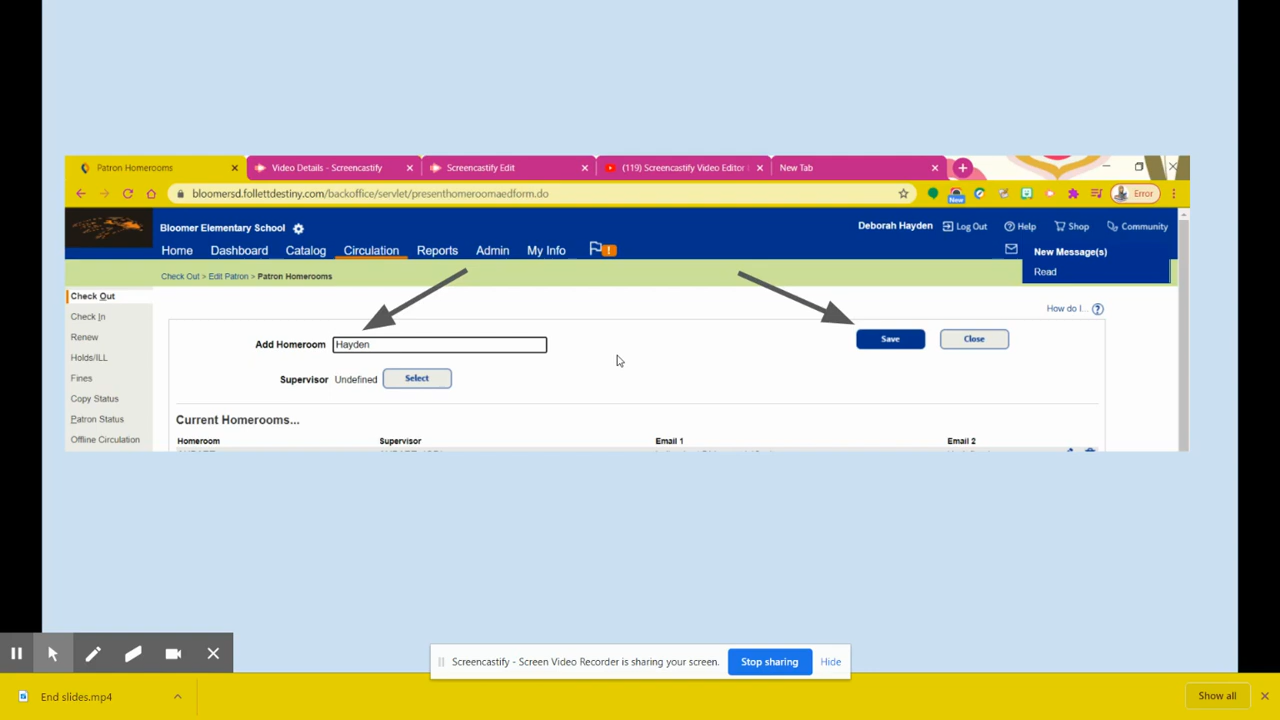 Patron Homerooms
Video Details - Screencastify
Screencastify Edit
(119) Screencastify Video Editor
New Tab
bloomersd.follettdestiny.com/backoffice/servlet/presenthomeroomaedform.do
New
Error
Bloomer Elementary School
Deborah Hayden
Log Out
Help
Shop
Community
Home
Dashboard
Catalog
Circulation
Reports
Admin
My Info
New Message(s)
Read
Check Out > Edit Patron > Patron Homerooms
Check Out
Check In
Renew
Holds/ILL
Fines
Copy Status
Patron Status
Offline Circulation
How do I...
Add Homeroom Hayden
Save
Close
Supervisor Undefined Select
Current Homerooms...
Homeroom Supervisor Email 1 Email 2
Screencastify - Screen Video Recorder is sharing your screen.
Stop sharing
Hide
End slides.mp4
Show all